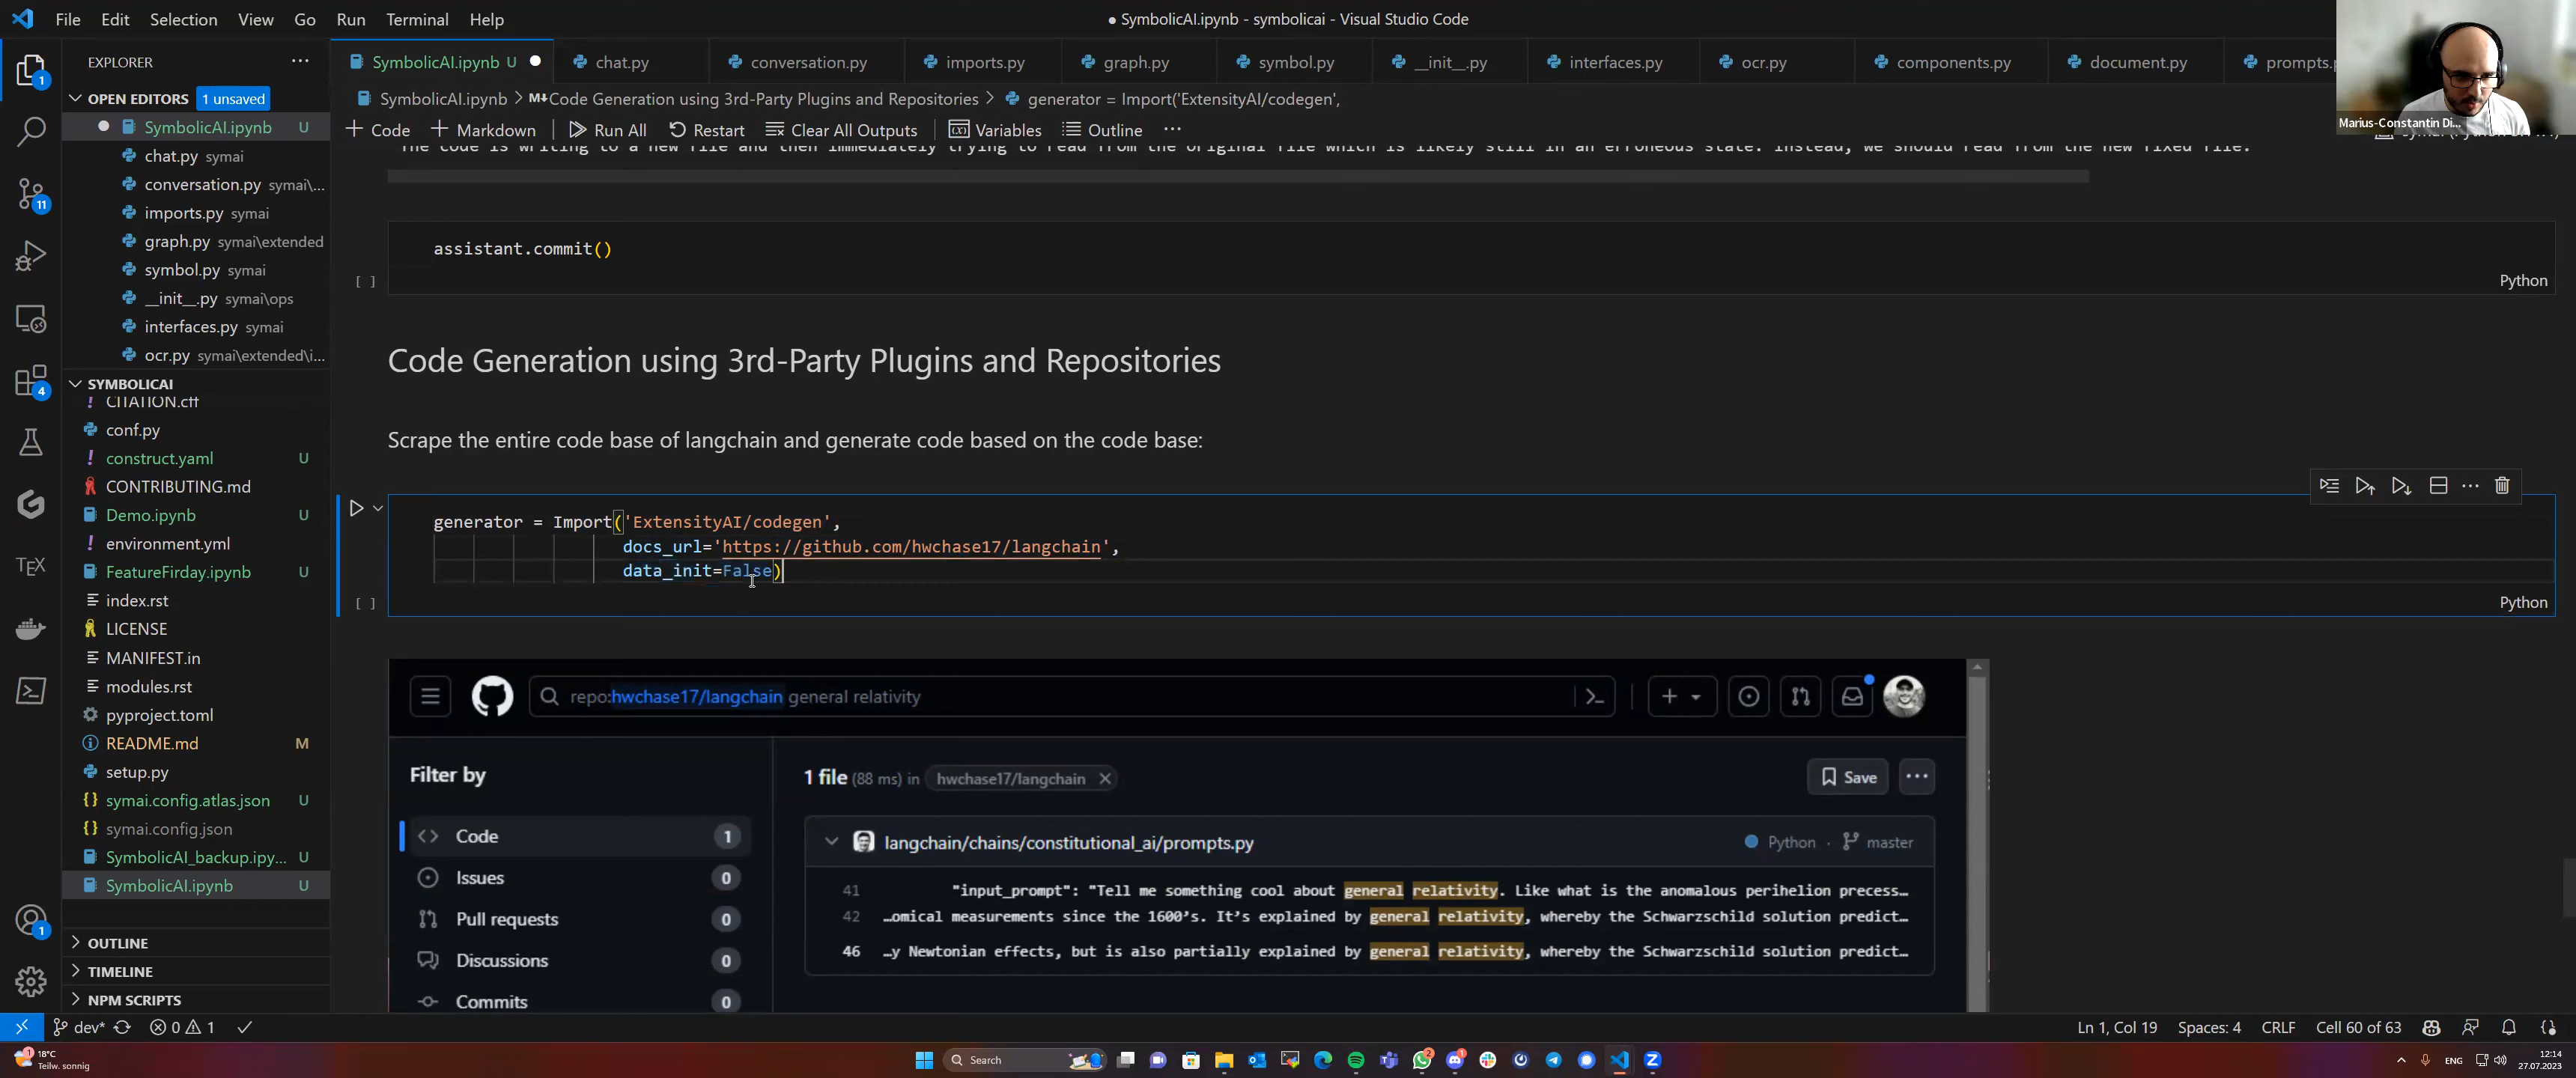 File Edit Selection View Go Run Terminal Help
● SymbolicAI.ipynb - symbolicai - Visual Studio Code
EXPLORER ...
OPEN EDITORS 1 unsaved
SymbolicAI.ipynb U
chat.py symai
conversation.py symai\...
imports.py symai
graph.py symai\extended
symbol.py symai
__init__.py symai\ops
interfaces.py symai
ocr.py symai\extended\i...
SYMBOLICAI
CITATION.cff
conf.py
construct.yaml U
CONTRIBUTING.md
Demo.ipynb U
environment.yml
FeatureFirday.ipynb U
index.rst
LICENSE
MANIFEST.in
modules.rst
pyproject.toml
README.md M
setup.py
symai.config.atlas.json U
symai.config.json
SymbolicAI_backup.ipy... U
SymbolicAI.ipynb U
OUTLINE
TIMELINE
NPM SCRIPTS
1
11
4
TEX
1
SymbolicAI.ipynb U chat.py conversation.py imports.py graph.py symbol.py __init__.py interfaces.py ocr.py components.py document.py prompts.p
SymbolicAI.ipynb > M↓Code Generation using 3rd-Party Plugins and Repositories > generator = Import('ExtensityAI/codegen',
+ Code + Markdown Run All Restart Clear All Outputs Variables Outline ...
Marius-Constantin Di...
The code is writing to a new file and then immediately trying to read from the original file which is likely still in an erroneous state. Instead, we should read from the new fixed file.
assistant.commit()
[ ] Python
Code Generation using 3rd-Party Plugins and Repositories
Scrape the entire code base of langchain and generate code based on the code base:
generator = Import('ExtensityAI/codegen',
docs_url='https://github.com/hwchase17/langchain',
data_init=False)
[ ] Python
repo:hwchase17/langchain general relativity
Filter by
Code 1
Issues 0
Pull requests 0
Discussions 0
Commits 0
1 file (88 ms) in hwchase17/langchain
Save ...
langchain/chains/constitutional_ai/prompts.py
Python · master
41 "input_prompt": "Tell me something cool about general relativity. Like what is the anomalous perihelion precess…
42 …omical measurements since the 1600's. It's explained by general relativity, whereby the Schwarzschild solution predict…
46 …y Newtonian effects, but is also partially explained by general relativity, whereby the Schwarzschild solution predict…
dev* 0 1
Ln 1, Col 19 Spaces: 4 CRLF Cell 60 of 63
1
18°C
Teilw. sonnig
Search
2
1
ENG
12:14
27.07.2023